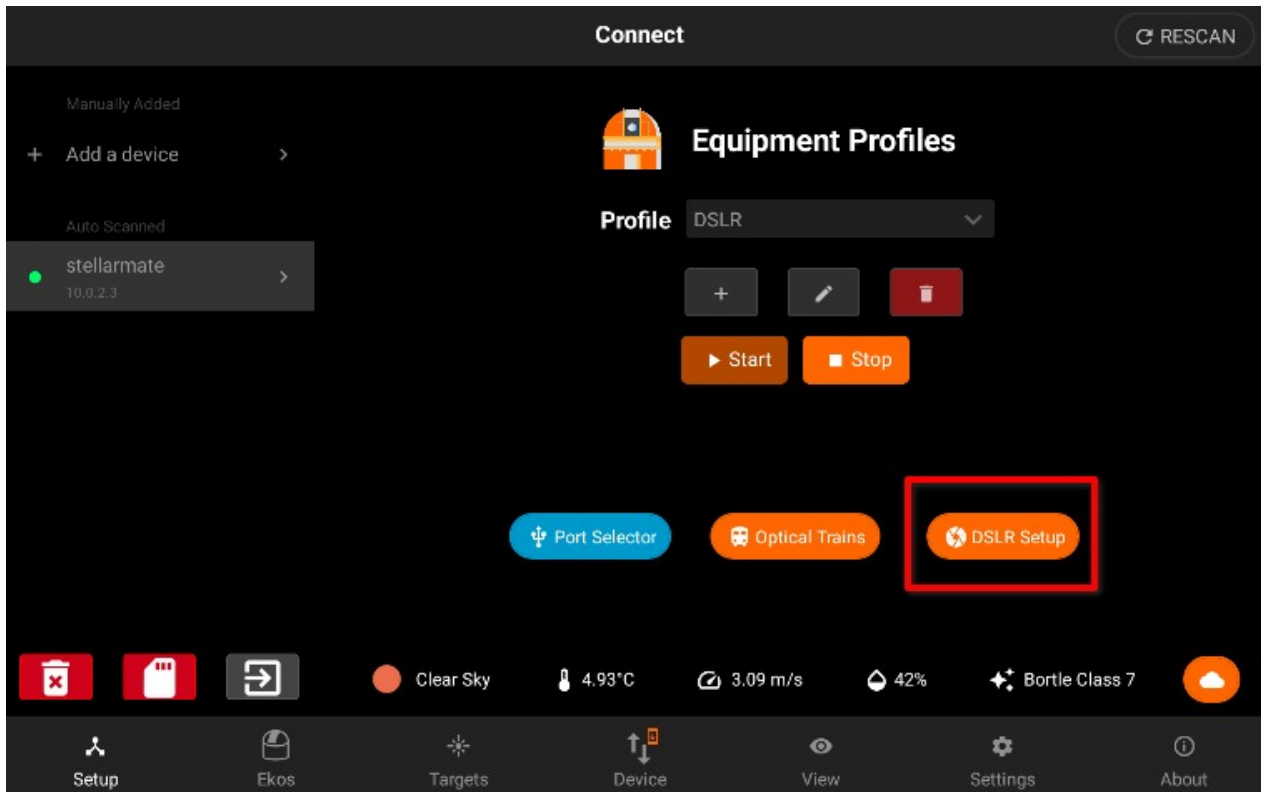 Connect
RESCAN
Manually Added
+ Add a device
Auto Scanned
stellarmate
10.0.2.3
Equipment Profiles
Profile DSLR
Start Stop
Port Selector Optical Trains DSLR Setup
Clear Sky 4.93°C 3.09 m/s 42% Bortle Class 7
Setup Ekos Targets Device View Settings About